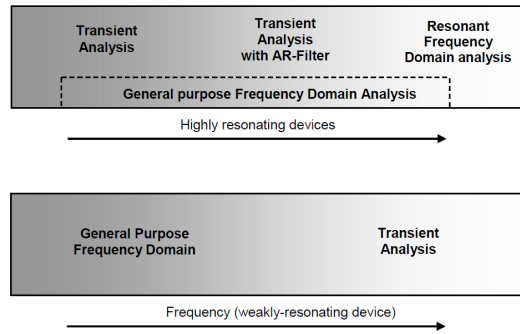 Transient
Analysis
Transient
Analysis
with AR-Filter
Resonant
Frequency
Domain analysis
General purpose Frequency Domain Analysis
Highly resonating devices
General Purpose
Frequency Domain
Transient
Analysis
Frequency (weakly-resonating device)